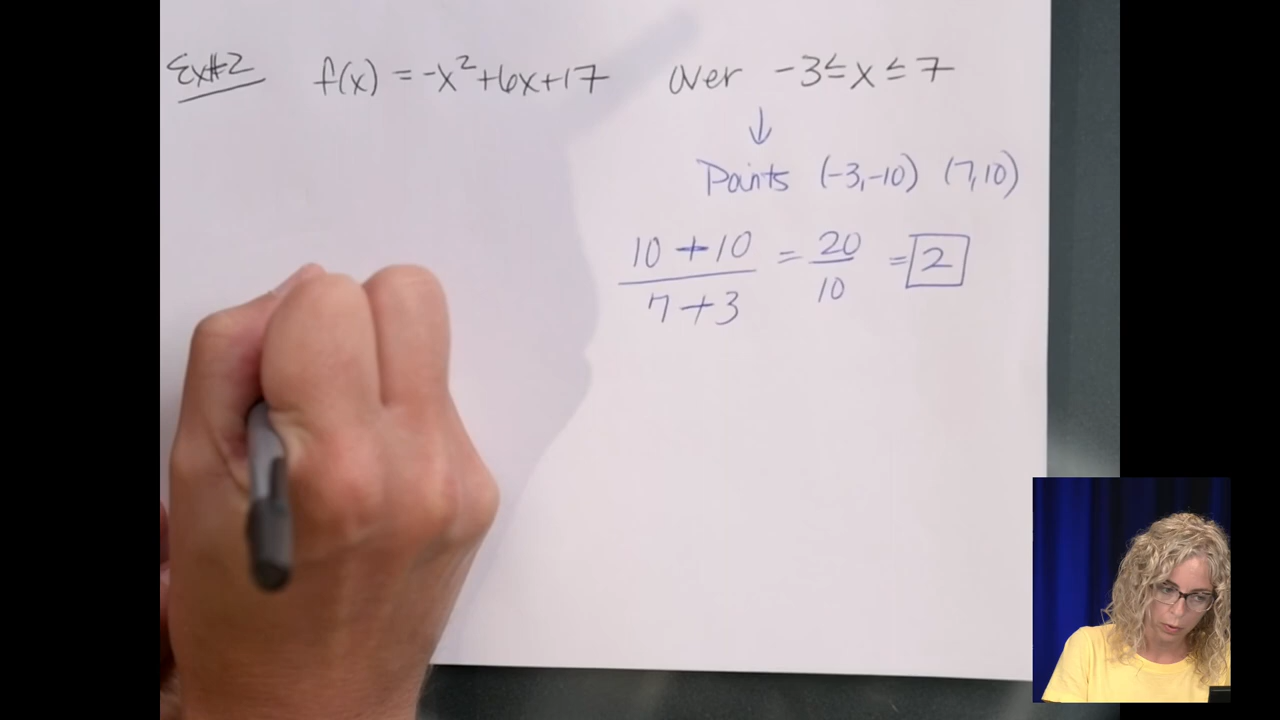 Ex#2 f(x) = -x²+6x+17 over -3≤x≤7
↓
Points (-3,-10) (7,10)
10+10/7+3 = 20/10 = 2